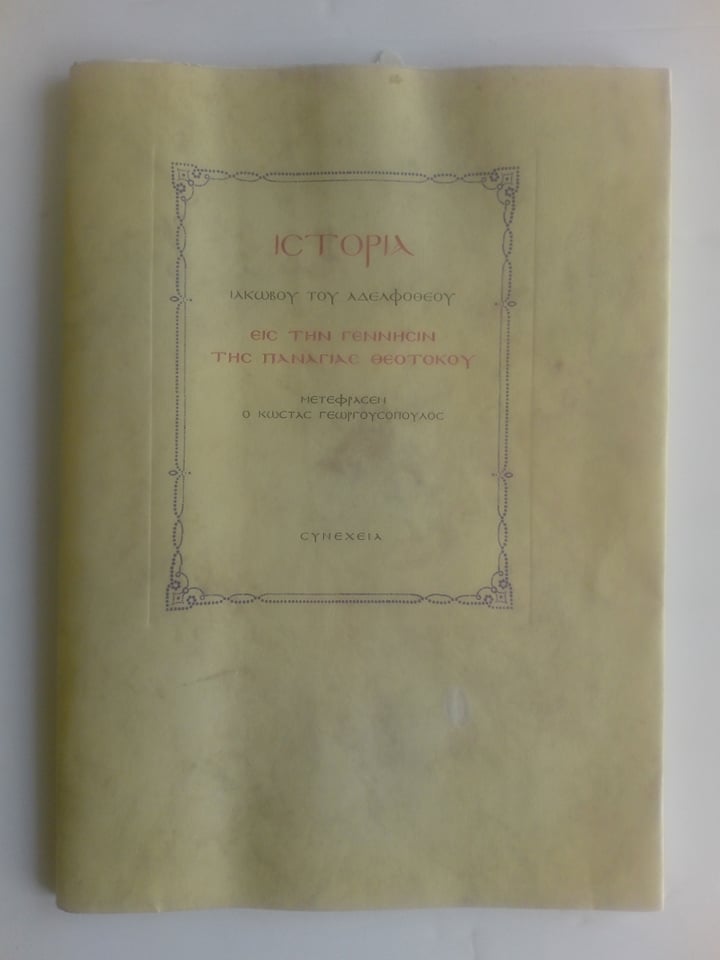 ΙΣΤΟΡΙΑ
ΙΑΚΩΒΟΥ ΤΟΥ ΑΔΕΛΦΟΘΕΟΥ
ΕΙΣ ΤΗΝ ΓΕΝΝΗΣΙΝ
ΤΗΣ ΠΑΝΑΓΙΑΣ ΘΕΟΤΟΚΟΥ
ΜΕΤΕΦΡΑΣΕΝ
Ο ΚΩΣΤΑΣ ΓΕΩΡΓΟΥΣΟΠΟΥΛΟΣ
ΣΥΝΕΧΕΙΑ